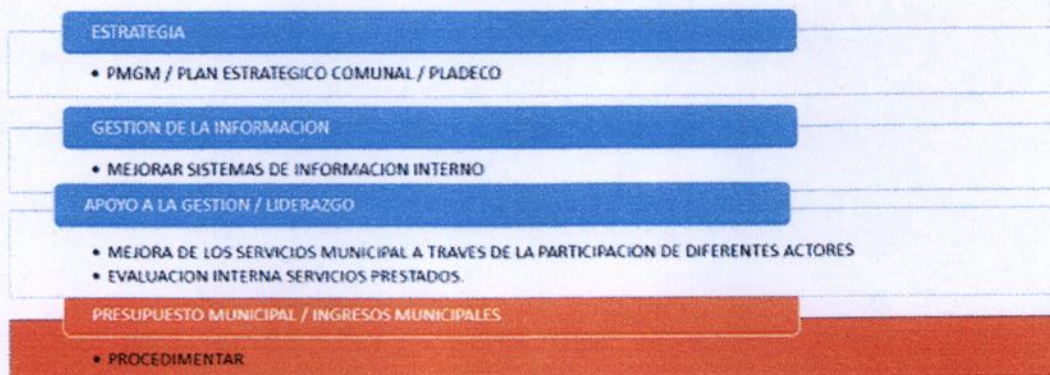 ESTRATEGIA
• PMGM / PLAN ESTRATEGICO COMUNAL / PLADECO
GESTION DE LA INFORMACION
• MEJORAR SISTEMAS DE INFORMACION INTERNO
APOYO A LA GESTION / LIDERAZGO
• MEJORA DE LOS SERVICIOS MUNICIPAL A TRAVES DE LA PARTICIPACION DE DIFERENTES ACTORES
• EVALUACION INTERNA SERVICIOS PRESTADOS.
PRESUPUESTO MUNICIPAL / INGRESOS MUNICIPALES
• PROCEDIMENTAR